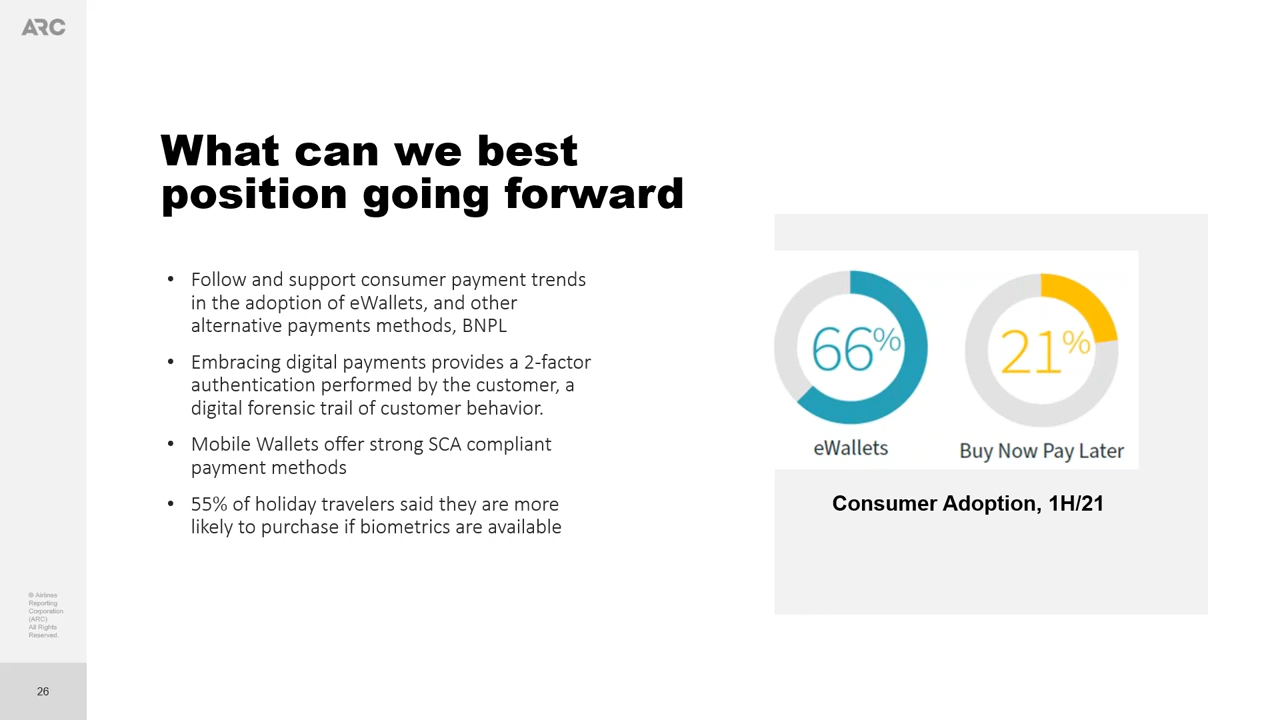 ARC
What can we best
position going forward
• Follow and support consumer payment trends
in the adoption of eWallets, and other
alternative payments methods, BNPL
• Embracing digital payments provides a 2-factor
authentication performed by the customer, a
digital forensic trail of customer behavior.
• Mobile Wallets offer strong SCA compliant
payment methods
• 55% of holiday travelers said they are more
likely to purchase if biometrics are available
66%
eWallets
21%
Buy Now Pay Later
Consumer Adoption, 1H/21
© Airlines
Reporting
Corporation
(ARC)
All Rights
Reserved.
26